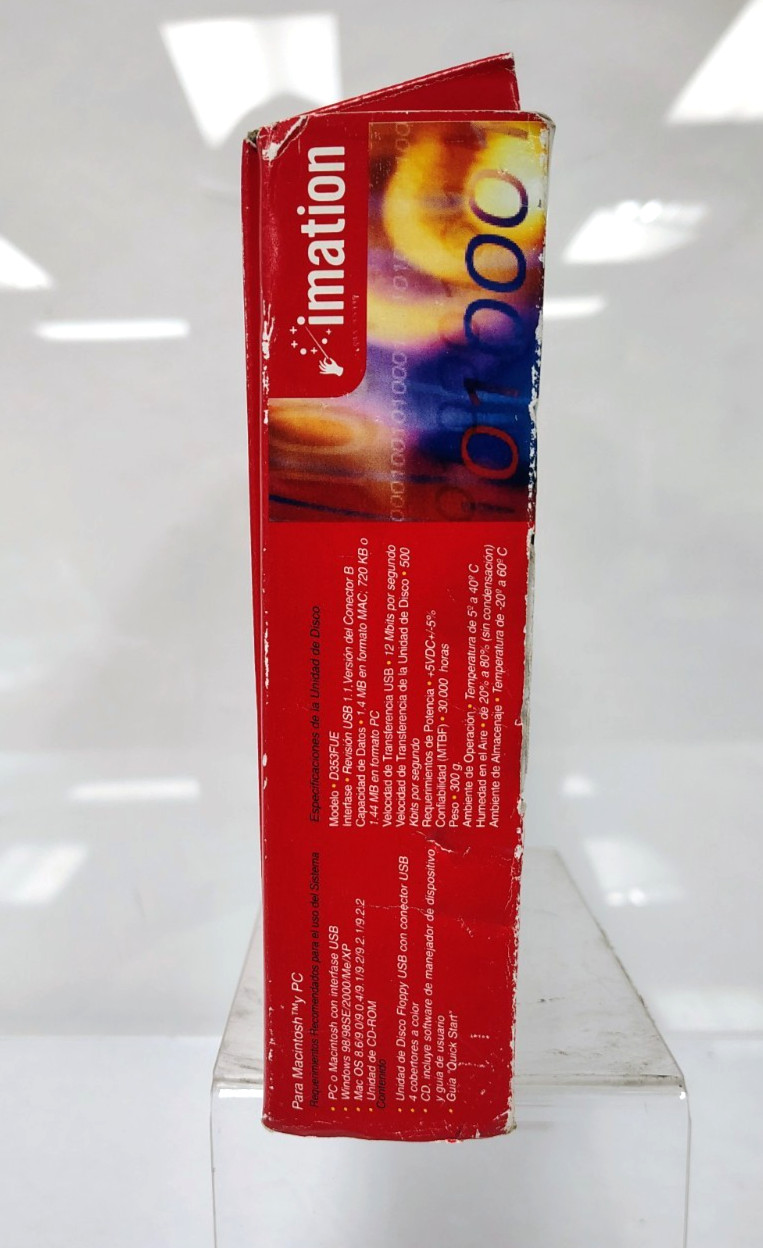 imation
0001001010001010
01000
Para Macintosh™ y PC
Requerimientos Recomendados para el uso del Sistema
• PC o Macintosh con interfase USB
• Windows 98/98SE/2000/Me/XP
• Mac OS 8.6/9.0/9.0.4/9.1/9.2/9.2.1/9.2.2
• Unidad de CD-ROM
Contenido
• Unidad de Disco Floppy USB con conector USB
• 4 cobertores a color
• CD, incluye software de manejador de dispositivo
y guía de usuario
• Guía "Quick Start"
Especificaciones de la Unidad de Disco
Modelo • D353FUE
Interfase • Revisión USB 1.1, Versión del Conector B
Capacidad de Datos • 1.4 MB en formato MAC; 720 KB o
1.44 MB en formato PC
Velocidad de Transferencia USB • 12 Mbits por segundo
Velocidad de Transferencia de la Unidad de Disco • 500
Kbits por segundo
Requerimientos de Potencia • +5VDC+/-5%
Confiabilidad (MTBF) • 30.000 horas
Peso • 300 g.
Ambiente de Operación • Temperatura de 5º a 40º C
Humedad en el Aire • de 20% a 80% (sin condensación)
Ambiente de Almacenaje • Temperatura de -20º a 60º C